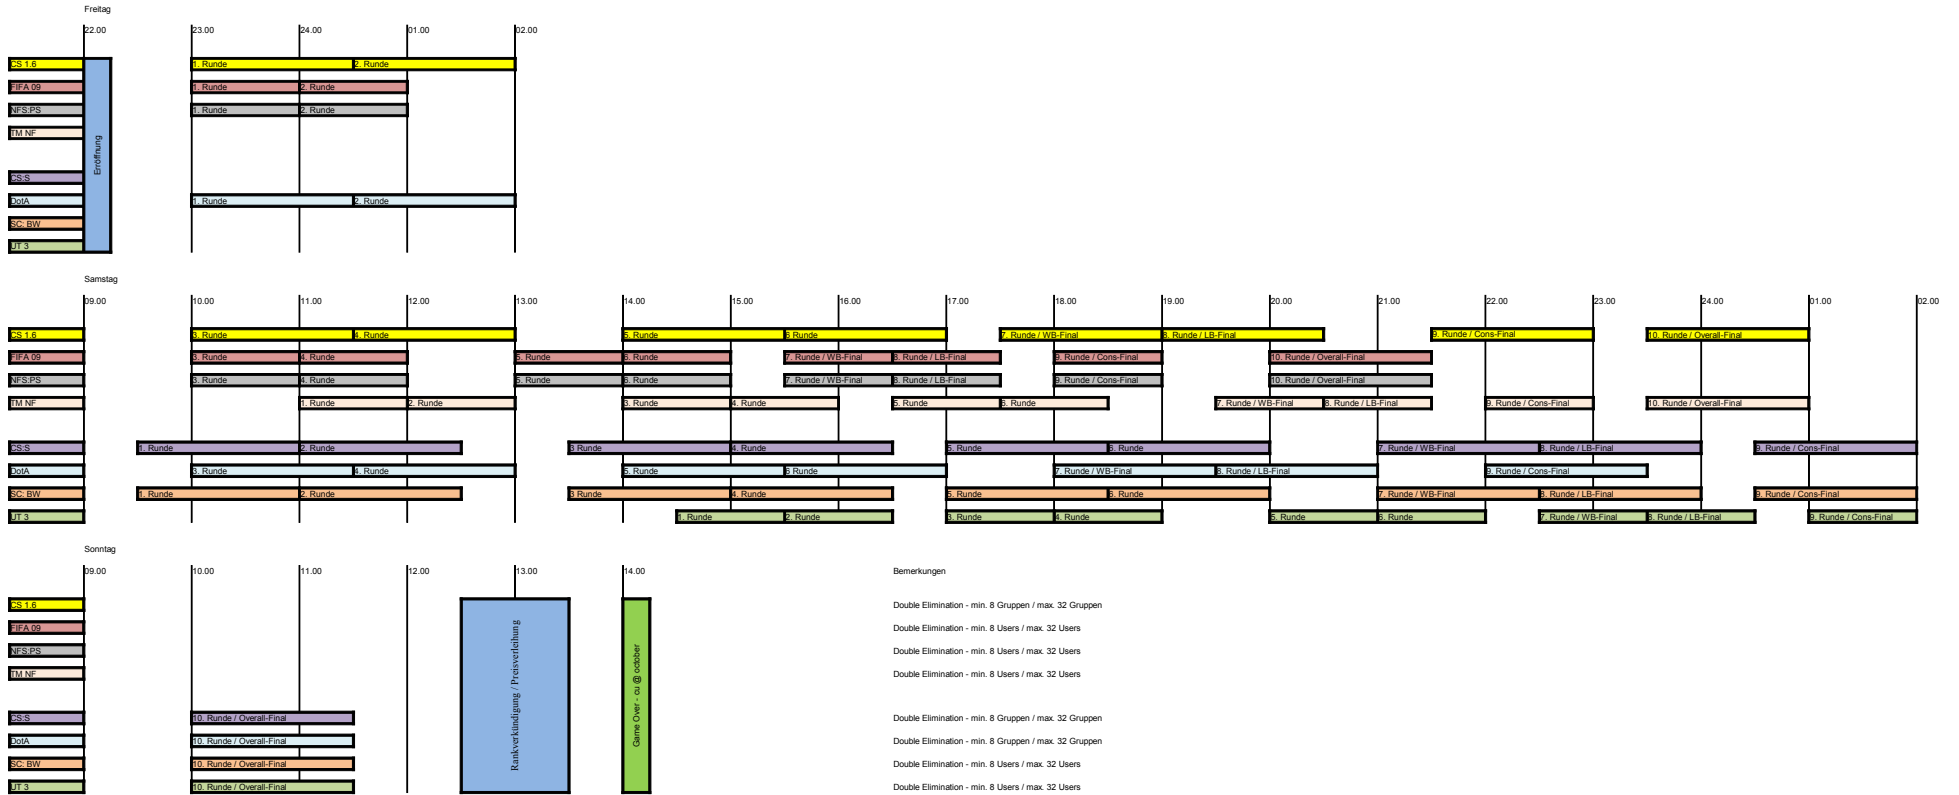 Freitag
22.00 23.00 24.00 01.00 02.00
CS 1.6 1. Runde 2. Runde
FIFA 09 1. Runde 2. Runde
NFS:PS 1. Runde 2. Runde
TM NF
Erröffnung
CS:S
DotA 1. Runde 2. Runde
SC: BW
UT 3
Samstag
09.00 10.00 11.00 12.00 13.00 14.00 15.00 16.00 17.00 18.00 19.00 20.00 21.00 22.00 23.00 24.00 01.00 02.00
CS 1.6 3. Runde 4. Runde 5. Runde 6 Runde 7. Runde / WB-Final 8. Runde / LB-Final 9. Runde / Cons-Final 10. Runde / Overall-Final
FIFA 09 3. Runde 4. Runde 5. Runde 6. Runde 7. Runde / WB-Final 8. Runde / LB-Final 9. Runde / Cons-Final 10. Runde / Overall-Final
NFS:PS 3. Runde 4. Runde 5. Runde 6. Runde 7. Runde / WB-Final 8. Runde / LB-Final 9. Runde / Cons-Final 10. Runde / Overall-Final
TM NF 1. Runde 2. Runde 3. Runde 4. Runde 5. Runde 6. Runde 7. Runde / WB-Final 8. Runde / LB-Final 9. Runde / Cons-Final 10. Runde / Overall-Final
CS:S 1. Runde 2. Runde 3 Runde 4. Runde 5. Runde 6. Runde 7. Runde / WB-Final 8. Runde / LB-Final 9. Runde / Cons-Final
DotA 3. Runde 4. Runde 5. Runde 6 Runde 7. Runde / WB-Final 8. Runde / LB-Final 9. Runde / Cons-Final
SC: BW 1. Runde 2. Runde 3 Runde 4. Runde 5. Runde 6. Runde 7. Runde / WB-Final 8. Runde / LB-Final 9. Runde / Cons-Final
UT 3 1. Runde 2. Runde 3. Runde 4. Runde 5. Runde 6. Runde 7. Runde / WB-Final 8. Runde / LB-Final 9. Runde / Cons-Final
Sonntag
09.00 10.00 11.00 12.00 13.00 14.00 Bemerkungen
CS 1.6 Double Elimination - min. 8 Gruppen / max. 32 Gruppen
FIFA 09 Double Elimination - min. 8 Users / max. 32 Users
NFS:PS Double Elimination - min. 8 Users / max. 32 Users
TM NF Double Elimination - min. 8 Users / max. 32 Users
Rankverkündigung / Preisverleihung
Game Over - cu @ october
CS:S 10. Runde / Overall-Final Double Elimination - min. 8 Gruppen / max. 32 Gruppen
DotA 10. Runde / Overall-Final Double Elimination - min. 8 Gruppen / max. 32 Gruppen
SC: BW 10. Runde / Overall-Final Double Elimination - min. 8 Users / max. 32 Users
UT 3 10. Runde / Overall-Final Double Elimination - min. 8 Users / max. 32 Users